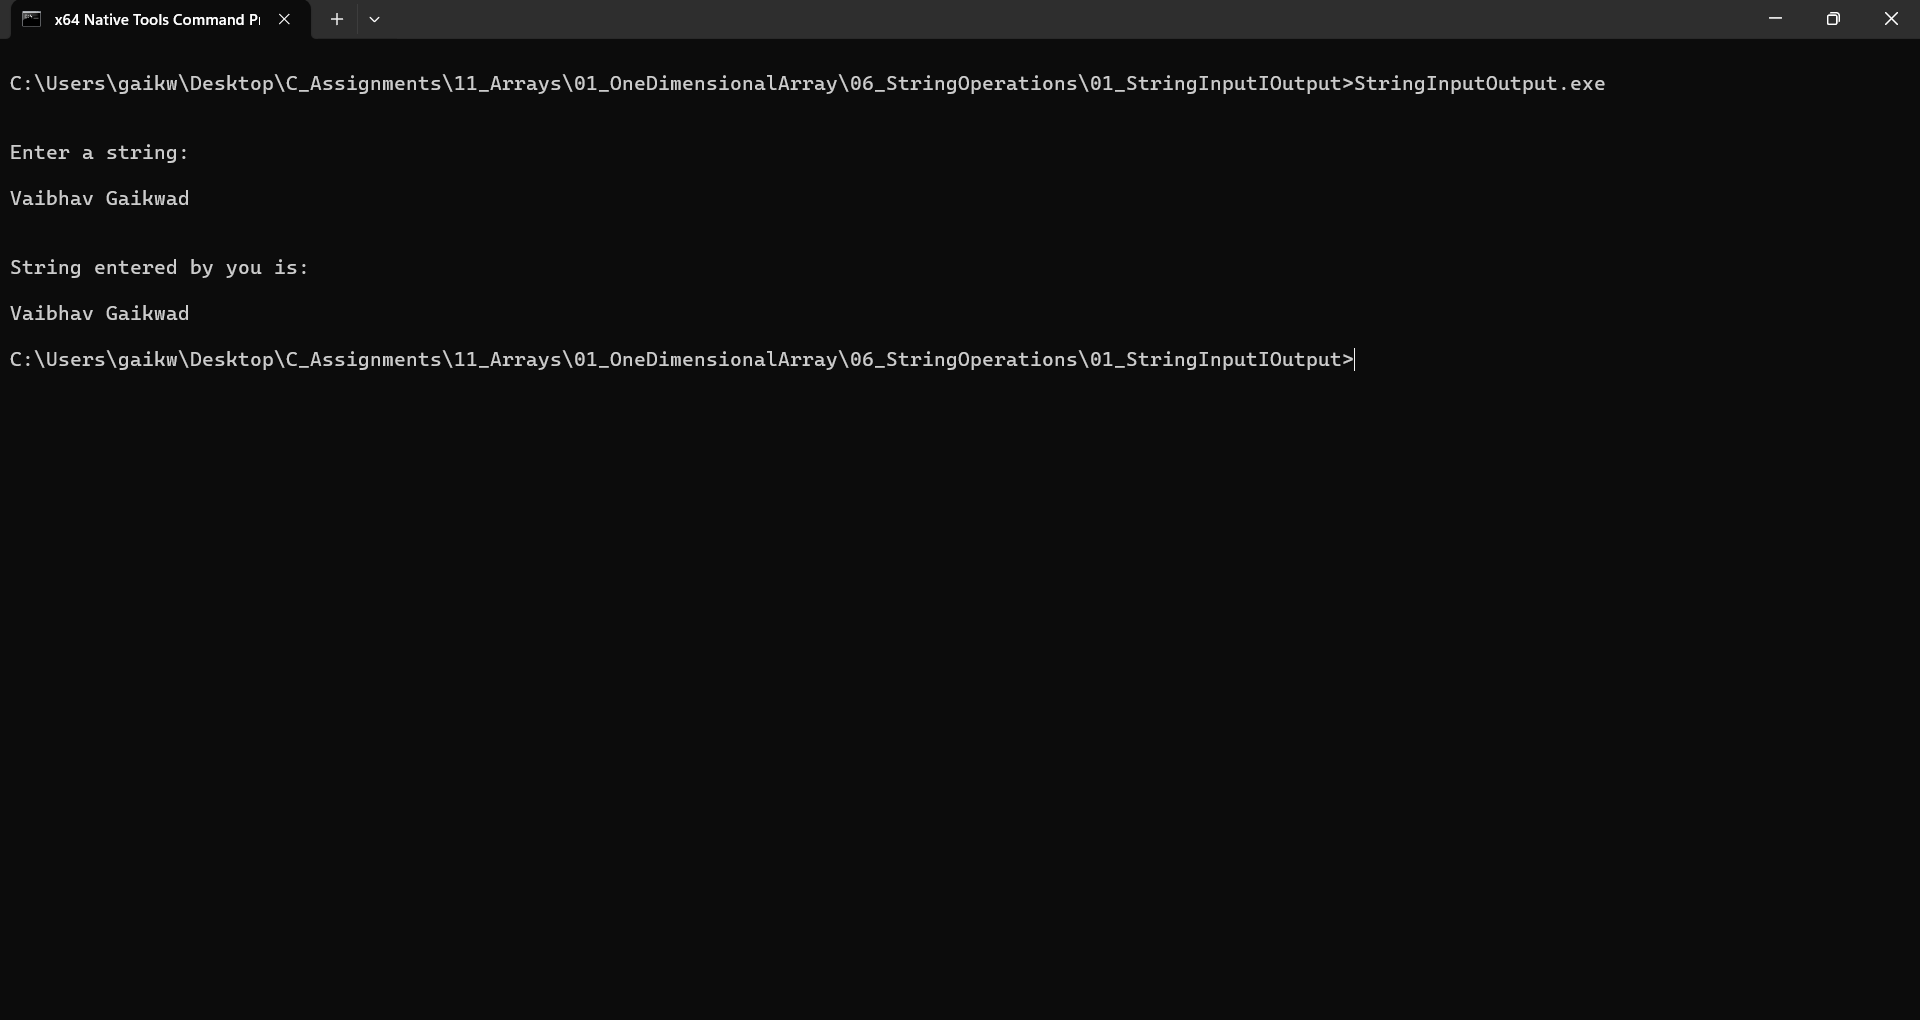 x64 Native Tools Command Pr
C:\Users\gaikw\Desktop\C_Assignments\11_Arrays\01_OneDimensionalArray\06_StringOperations\01_StringInputIOutput>StringInputOutput.exe
Enter a string:
Vaibhav Gaikwad
String entered by you is:
Vaibhav Gaikwad
C:\Users\gaikw\Desktop\C_Assignments\11_Arrays\01_OneDimensionalArray\06_StringOperations\01_StringInputIOutput>